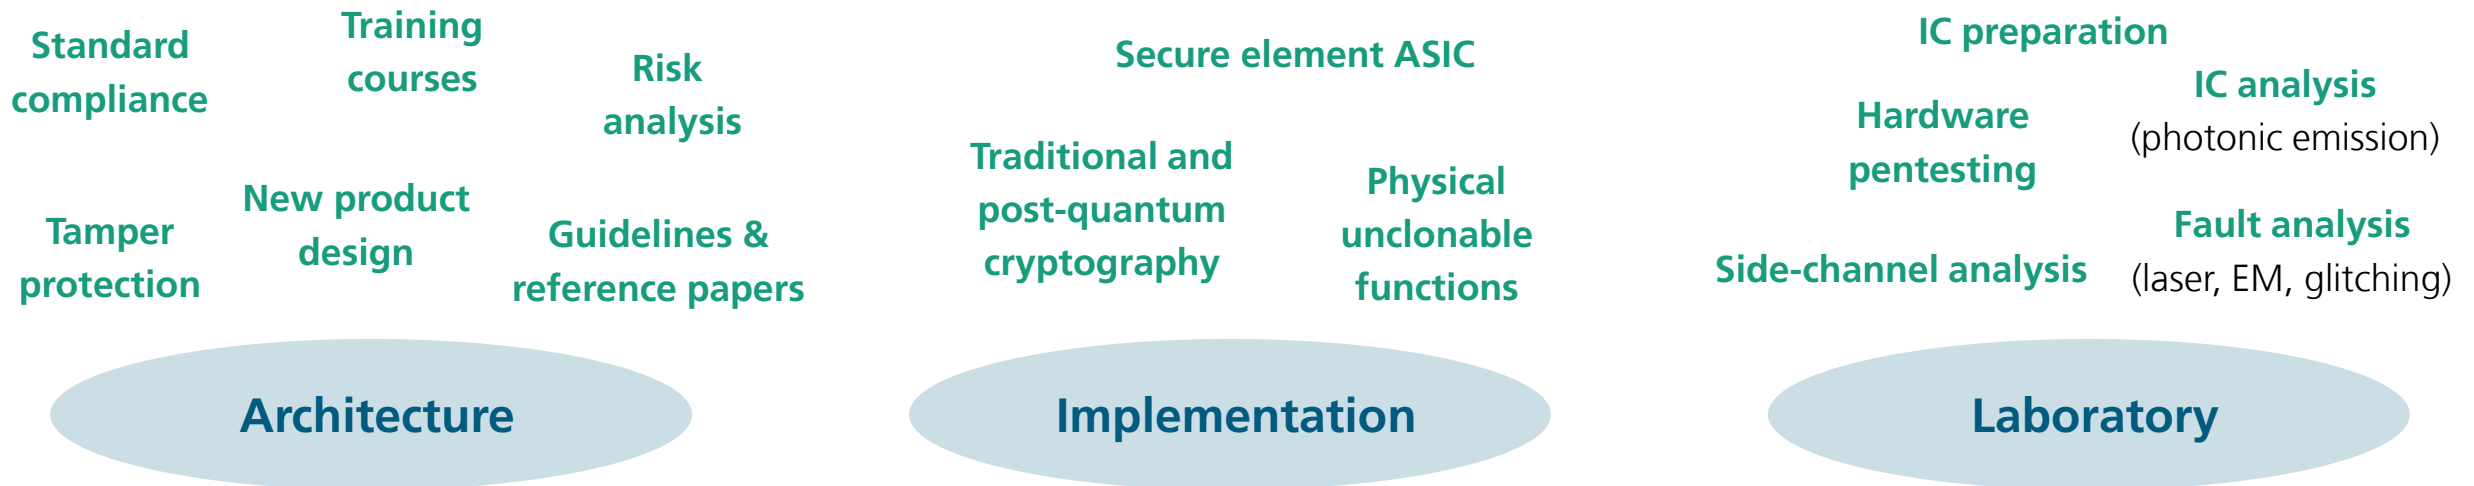 Standard
compliance
Training
courses
Risk
analysis
Tamper
protection
New product
design
Guidelines &
reference papers
Architecture
Secure element ASIC
Traditional and
post-quantum
cryptography
Physical
unclonable
functions
Implementation
IC preparation
Hardware
pentesting
IC analysis
(photonic emission)
Side-channel analysis
Fault analysis
(laser, EM, glitching)
Laboratory